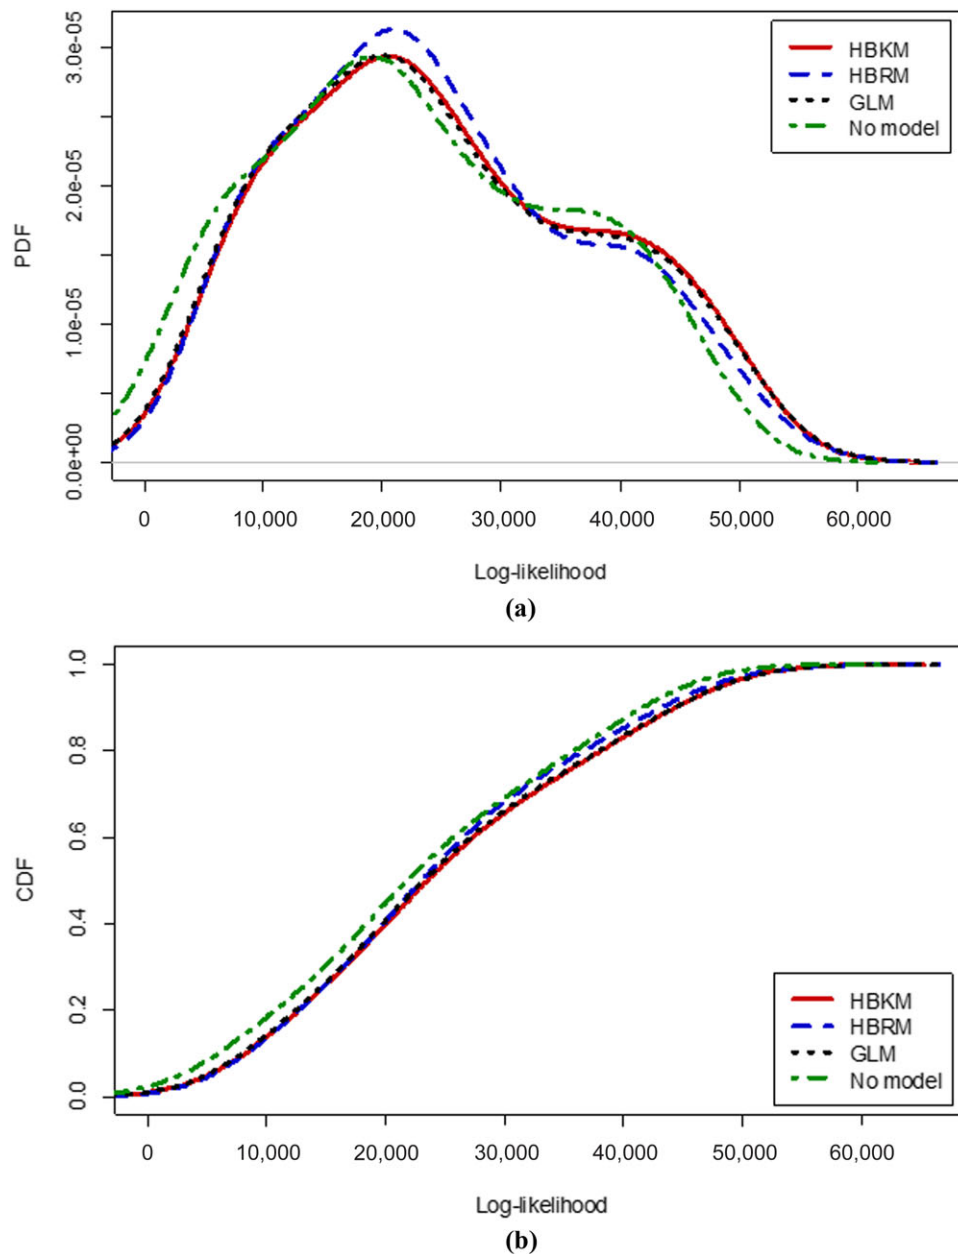 3.0e-05
2.0e-05
1.0e-05
0.0e+00
PDF
HBKM
HBRM
GLM
No model
0 10,000 20,000 30,000 40,000 50,000 60,000
Log-likelihood
(a)
1.0
0.8
0.6
0.4
0.2
0.0
CDF
HBKM
HBRM
GLM
No model
0 10,000 20,000 30,000 40,000 50,000 60,000
Log-likelihood
(b)